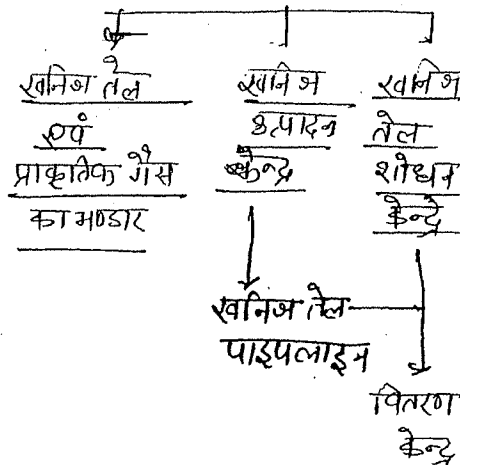 खनिज तेल
एवं
प्राकृतिक गैस
का भण्डार
खनिज
उत्पादन
केन्द्र
खनिज
तेल
शोधन
केन्द्र
खनिज तेल
पाइपलाइन
वितरण
केन्द्र